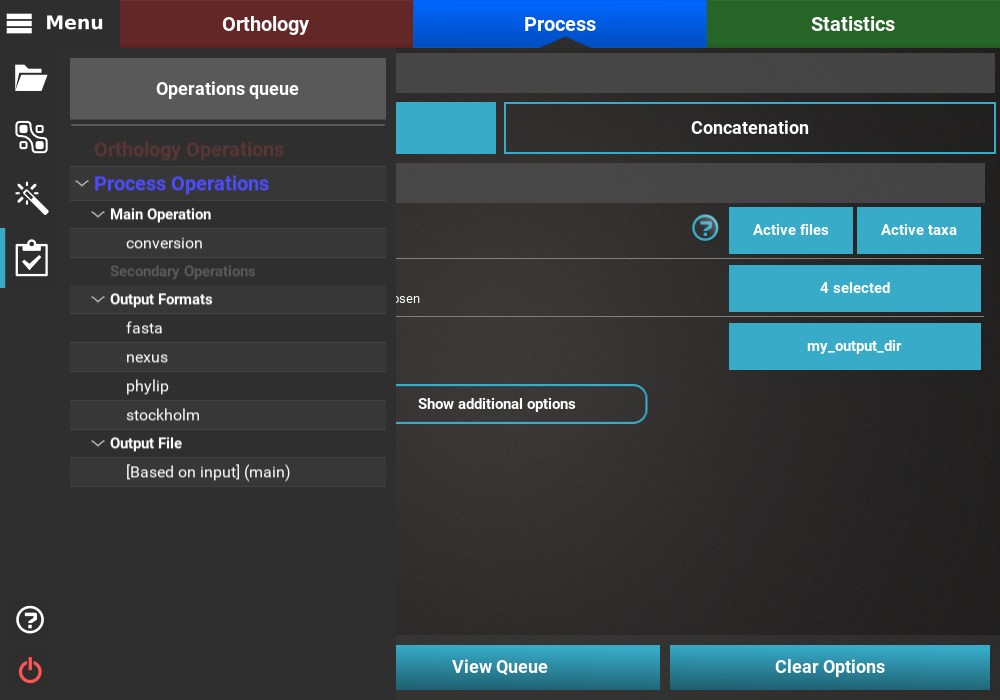 Menu
Orthology
Process
Statistics
Operations queue
Orthology Operations
Process Operations
Main Operation
conversion
Secondary Operations
Output Formats
fasta
nexus
phylip
stockholm
Output File
[Based on input] (main)
Concatenation
?
Active files
Active taxa
4 selected
my_output_dir
Show additional options
?
View Queue
Clear Options